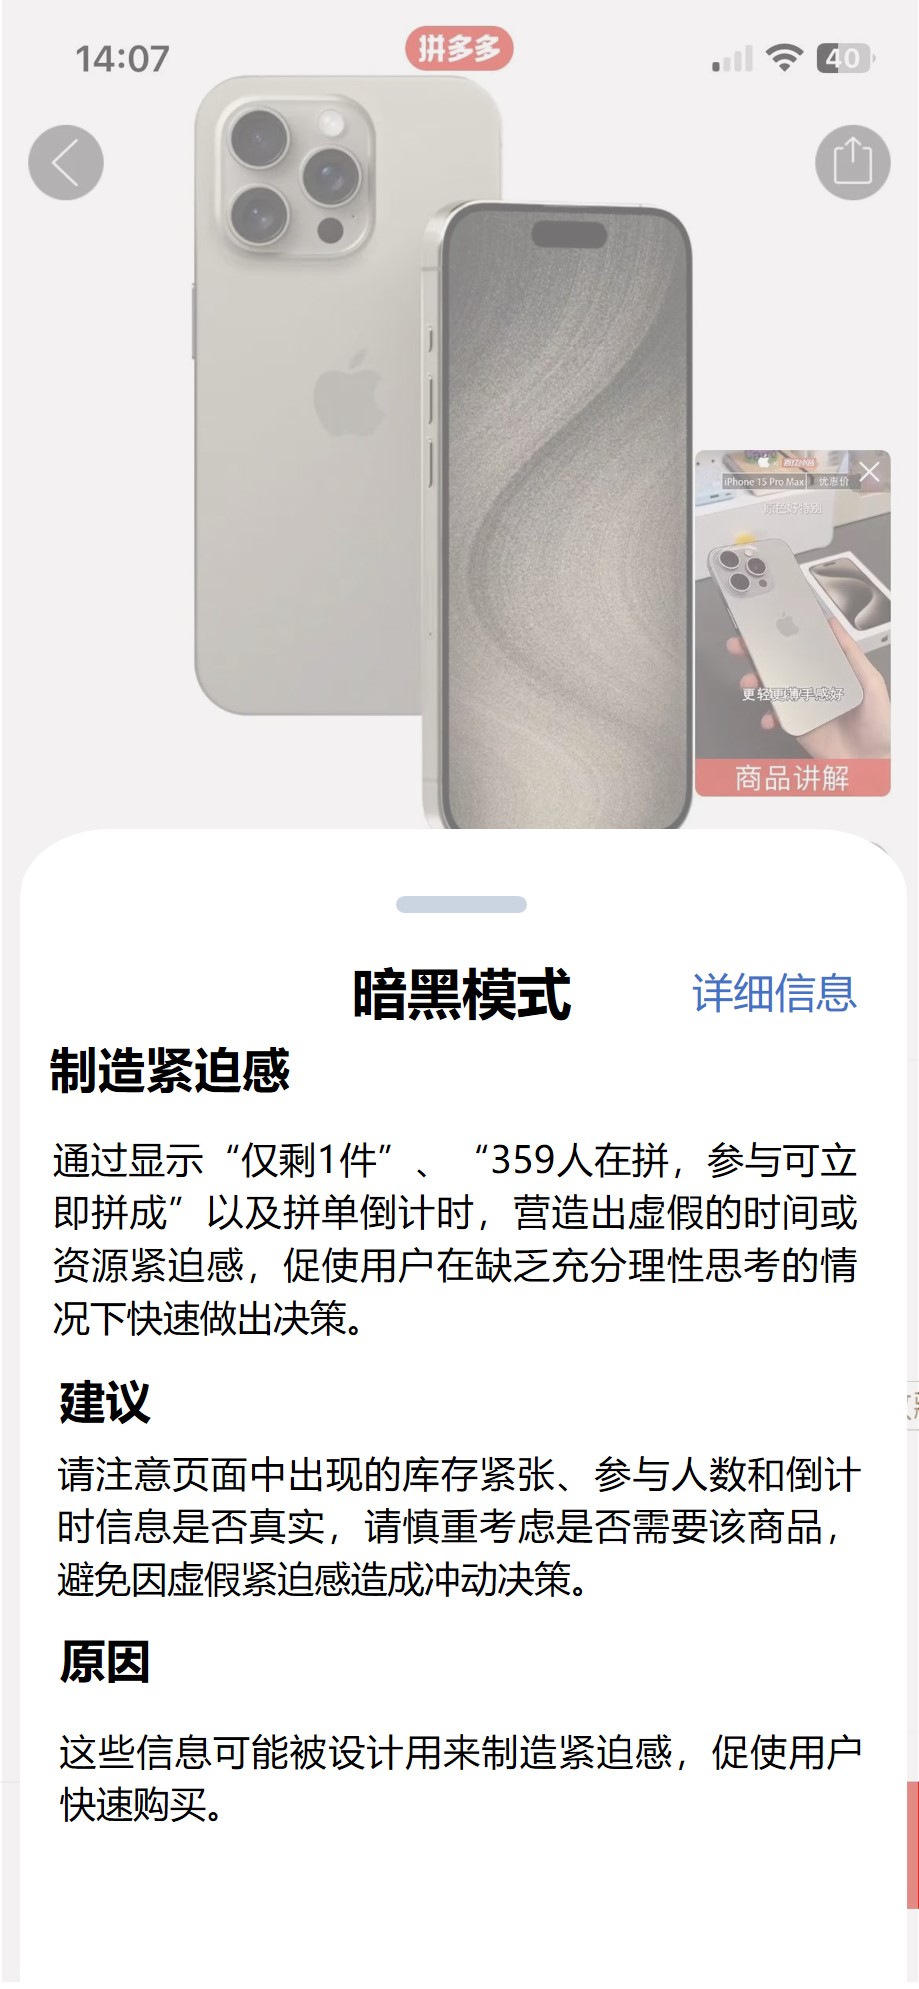 14:07
拼多多
40
iPhone 15 Pro Max 优惠价
更轻更薄手感好
商品讲解
暗黑模式
详细信息
制造紧迫感
通过显示“仅剩1件”、“359人在拼，参与可立
即拼成”以及拼单倒计时，营造出虚假的时间或
资源紧迫感，促使用户在缺乏充分理性思考的情
况下快速做出决策。
建议
请注意页面中出现的库存紧张、参与人数和倒计
时信息是否真实，请慎重考虑是否需要该商品，
避免因虚假紧迫感造成冲动决策。
原因
这些信息可能被设计用来制造紧迫感，促使用户
快速购买。